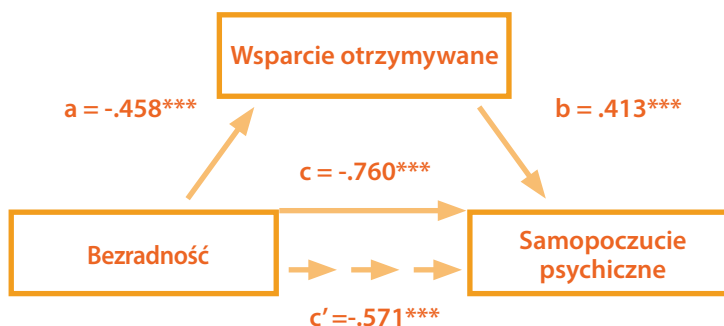 Wsparcie otrzymywane
a = -.458***
b = .413***
c = -.760***
Bezradność
Samopoczucie
psychiczne
c’ =-.571***